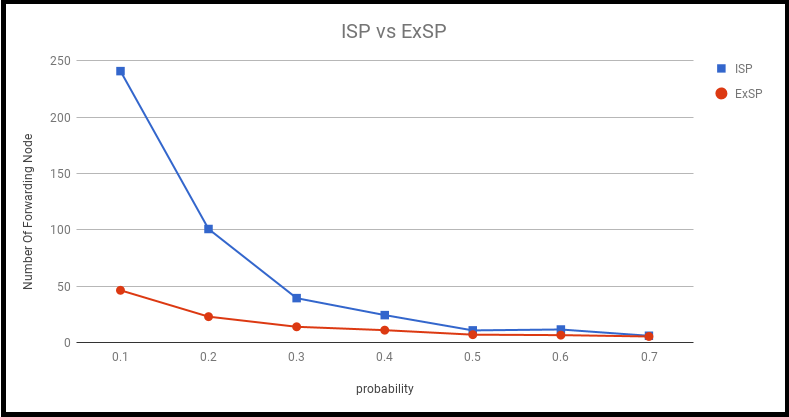 ISP vs ExSP
ISP
ExSP
Number Of Forwarding Node
250
200
150
100
50
0
0.1 0.2 0.3 0.4 0.5 0.6 0.7
probability